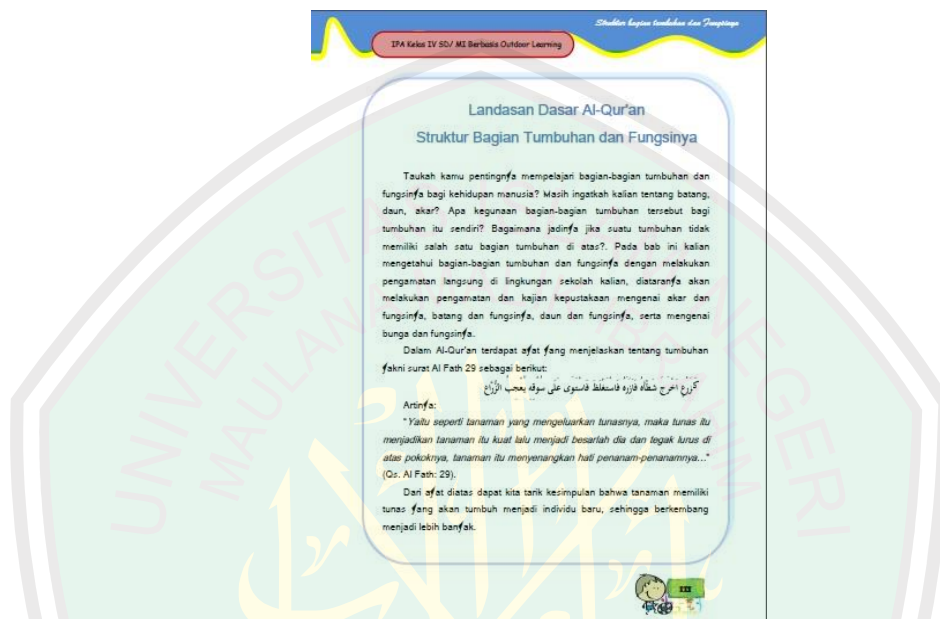 Struktur bagian tumbuhan dan Fungsinya
IPA Kelas IV SD/ MI Berbasis Outdoor Learning
Landasan Dasar Al-Qur'an
Struktur Bagian Tumbuhan dan Fungsinya
Taukah kamu pentingnya mempelajari bagian-bagian tumbuhan dan
fungsinya bagi kehidupan manusia? Masih ingatkah kalian tentang batang,
daun, akar? Apa kegunaan bagian-bagian tumbuhan tersebut bagi
tumbuhan itu sendiri? Bagaimana jadinya jika suatu tumbuhan tidak
memiliki salah satu bagian tumbuhan di atas?. Pada bab ini kalian
mengetahui bagian-bagian tumbuhan dan fungsinya dengan melakukan
pengamatan langsung di lingkungan sekolah kalian, diataranya akan
melakukan pengamatan dan kajian kepustakaan mengenai akar dan
fungsinya, batang dan fungsinya, daun dan fungsinya, serta mengenai
bunga dan fungsinya.
Dalam Al-Qur'an terdapat ayat yang menjelaskan tentang tumbuhan
yakni surat Al Fath 29 sebagai berikut:
كَزَرْعٍ أَخْرَجَ شَطْأَهُ فَآزَرَهُ فَاسْتَغْلَظَ فَاسْتَوَى عَلَى سُوقِهِ يُعْجِبُ الزُّرَّاعَ
Artinya:
"Yaitu seperti tanaman yang mengeluarkan tunasnya, maka tunas itu
menjadikan tanaman itu kuat lalu menjadi besarlah dia dan tegak lurus di
atas pokoknya, tanaman itu menyenangkan hati penanam-penanamnya..."
(Qs. Al Fath: 29).
Dari ayat diatas dapat kita tarik kesimpulan bahwa tanaman memiliki
tunas yang akan tumbuh menjadi individu baru, sehingga berkembang
menjadi lebih banyak.
III